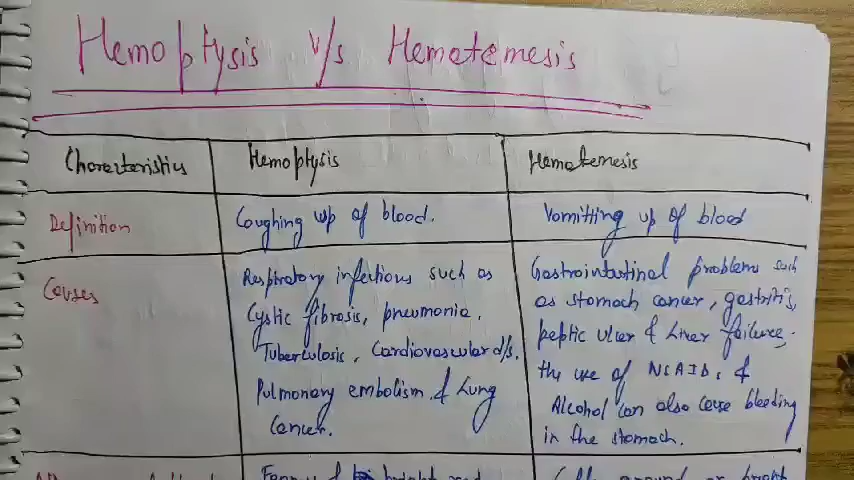 Hemoptysis v/s Hematemesis
Characteristics Hemoptysis Hematemesis
Definition Coughing up of blood. Vomitting up of blood
Causes
Respiratory infections such as
Cystic fibrosis, pneumonia,
Tuberculosis, Cardiovascular d/s,
Pulmonary embolism & Lung
Cancer.
Gastrointestinal problems such
as stomach cancer, gastritis,
peptic ulcer & Liver failure.
the use of NSAIDs &
Alcohol can also cause bleeding
in the stomach.